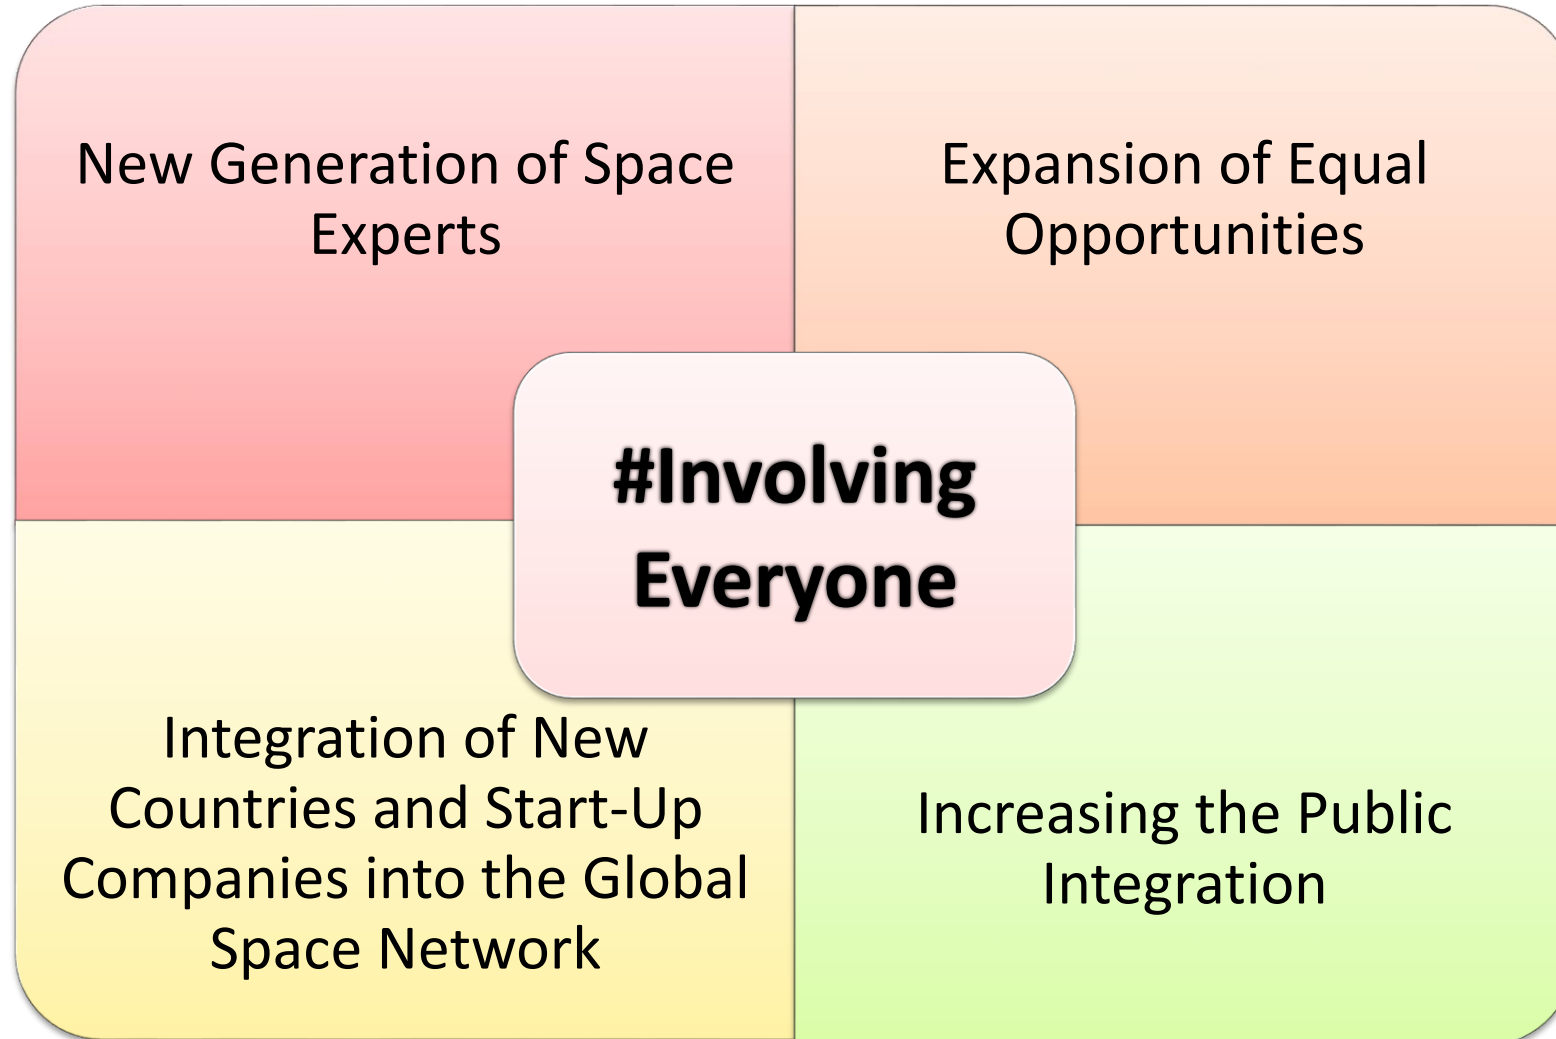 New Generation of Space
Experts
Expansion of Equal
Opportunities
#Involving
Everyone
Integration of New
Countries and Start-Up
Companies into the Global
Space Network
Increasing the Public
Integration